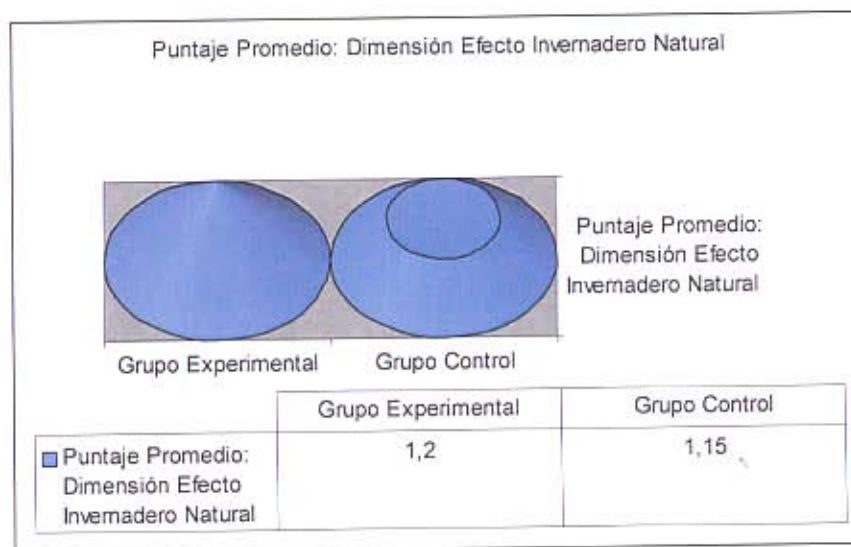 Puntaje Promedio: Dimensión Efecto Invernadero Natural
Puntaje Promedio:
Dimensión Efecto
Invernadero Natural
Grupo Experimental
Grupo Control
Grupo Experimental
Grupo Control
Puntaje Promedio:
Dimensión Efecto
Invernadero Natural
1,2
1,15